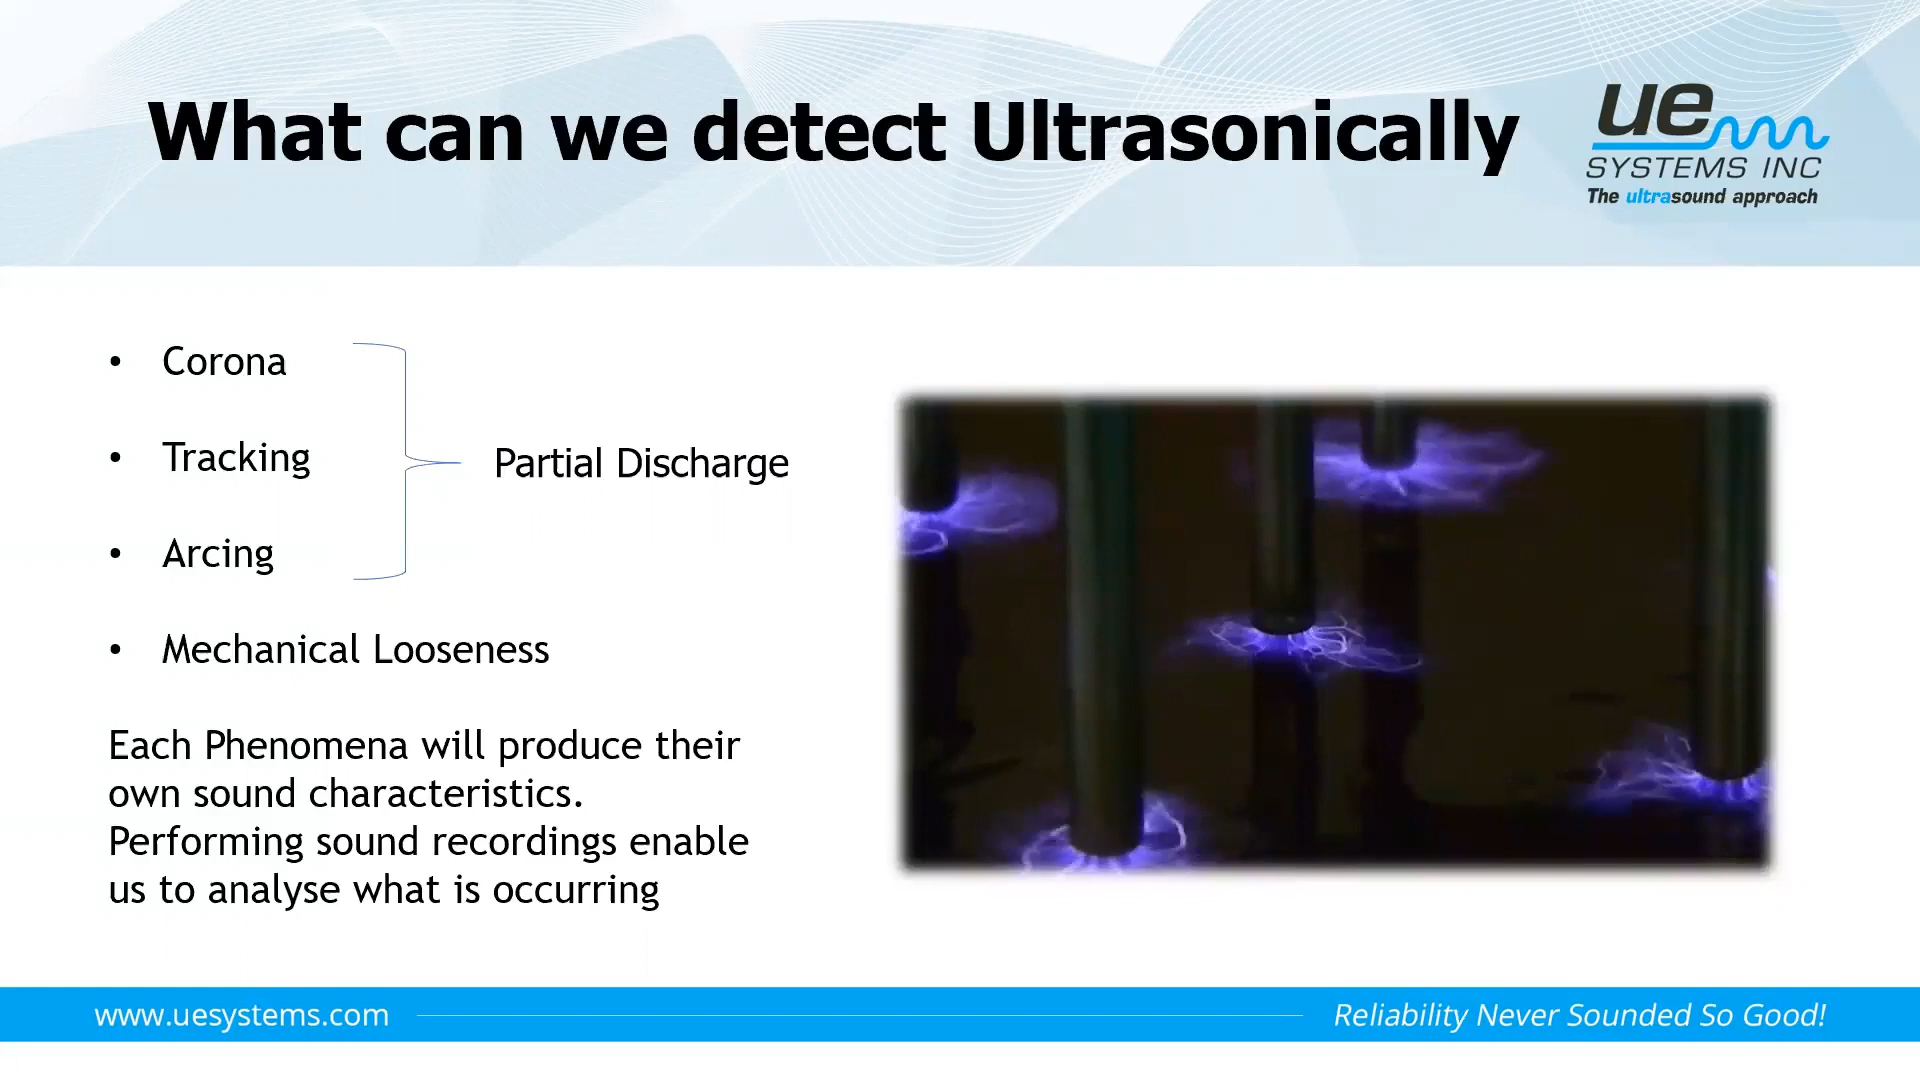 What can we detect Ultrasonically
ue
SYSTEMS INC
The ultrasound approach
• Corona
• Tracking
Partial Discharge
• Arcing
• Mechanical Looseness
Each Phenomena will produce their
own sound characteristics.
Performing sound recordings enable
us to analyse what is occurring
www.uesystems.com
Reliability Never Sounded So Good!